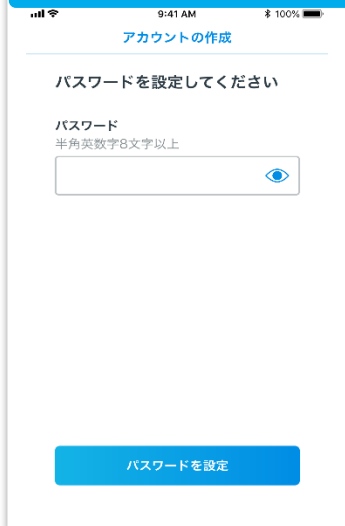 9:41 AM 100%
アカウントの作成
パスワードを設定してください
パスワード
半角英数字8文字以上
パスワードを設定